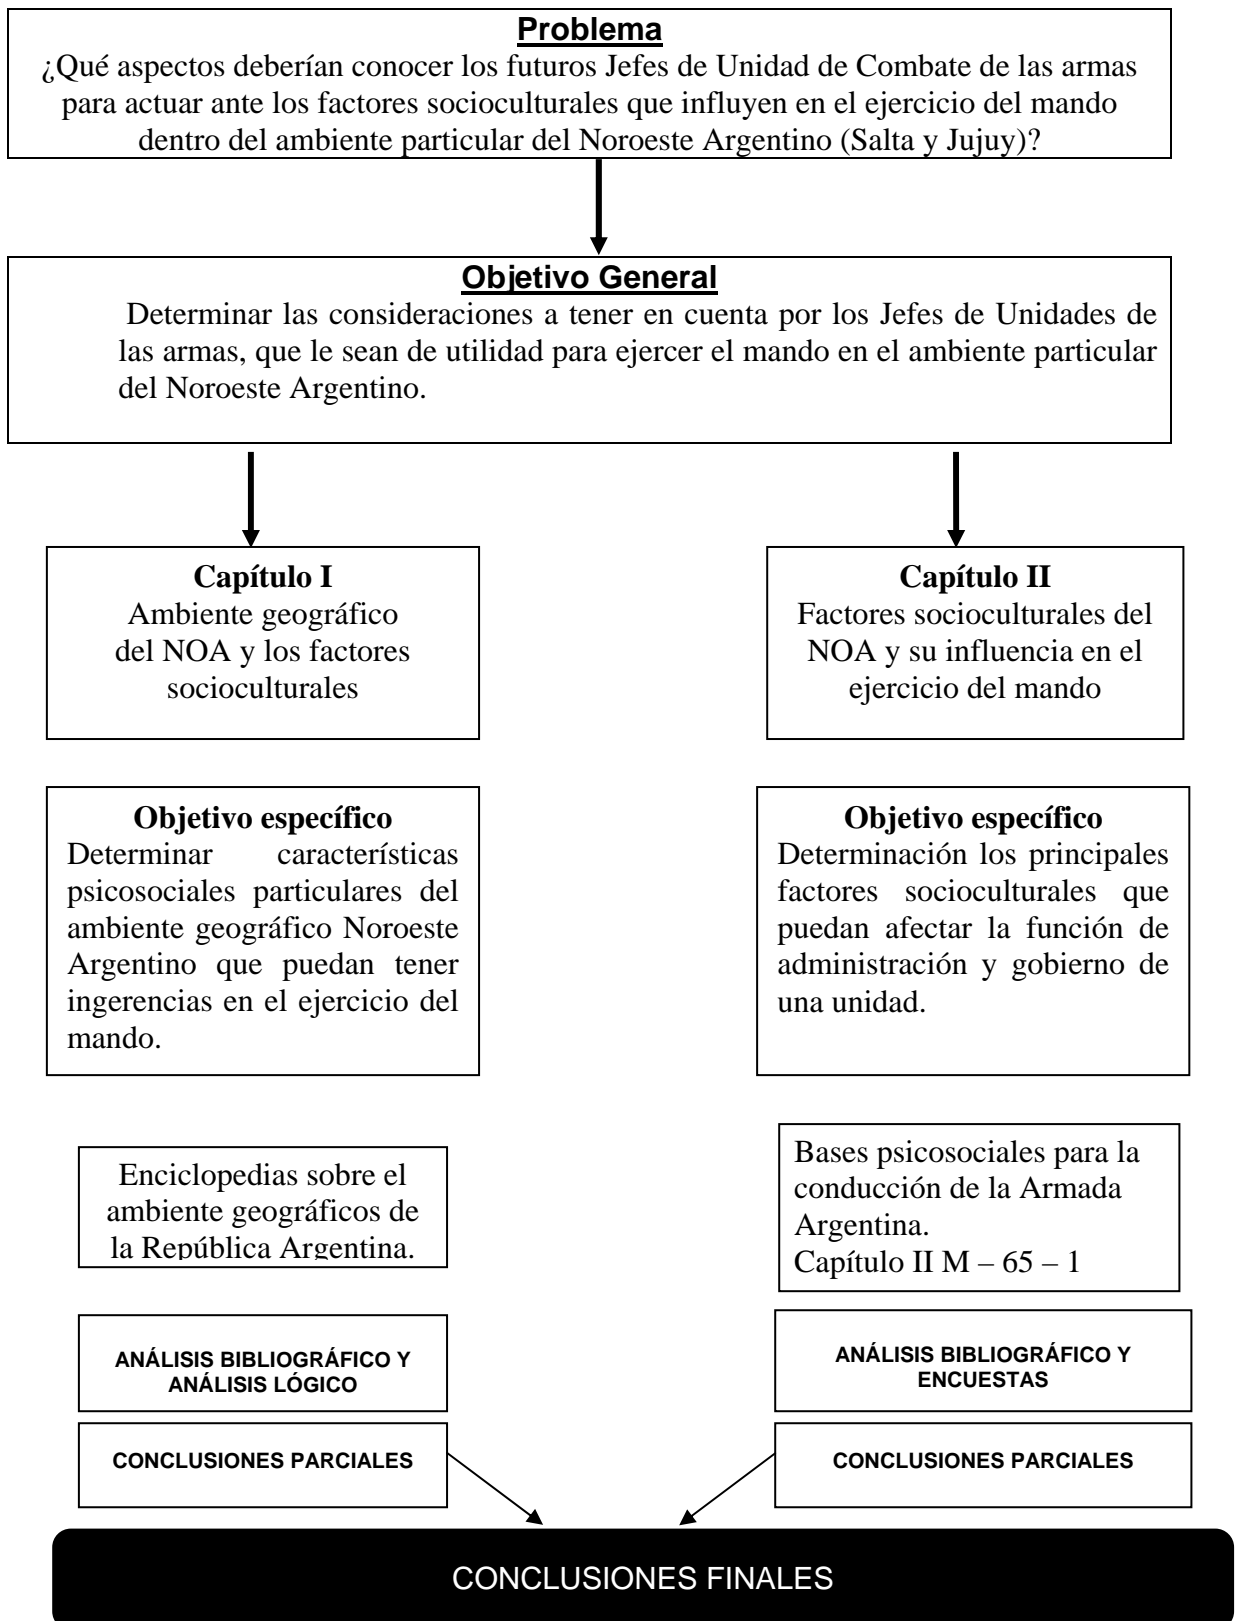 Problema
¿Qué aspectos deberían conocer los futuros Jefes de Unidad de Combate de las armas
para actuar ante los factores socioculturales que influyen en el ejercicio del mando
dentro del ambiente particular del Noroeste Argentino (Salta y Jujuy)?
Objetivo General
Determinar las consideraciones a tener en cuenta por los Jefes de Unidades de
las armas, que le sean de utilidad para ejercer el mando en el ambiente particular
del Noroeste Argentino.
Capítulo I
Ambiente geográfico
del NOA y los factores
socioculturales
Capítulo II
Factores socioculturales del
NOA y su influencia en el
ejercicio del mando
Objetivo específico
Determinar características
psicosociales particulares del
ambiente geográfico Noroeste
Argentino que puedan tener
ingerencias en el ejercicio del
mando.
Objetivo específico
Determinación los principales
factores socioculturales que
puedan afectar la función de
administración y gobierno de
una unidad.
Enciclopedias sobre el
ambiente geográficos de
la República Argentina.
Bases psicosociales para la
conducción de la Armada
Argentina.
Capítulo II M – 65 – 1
ANÁLISIS BIBLIOGRÁFICO Y
ANÁLISIS LÓGICO
ANÁLISIS BIBLIOGRÁFICO Y
ENCUESTAS
CONCLUSIONES PARCIALES
CONCLUSIONES PARCIALES
CONCLUSIONES FINALES